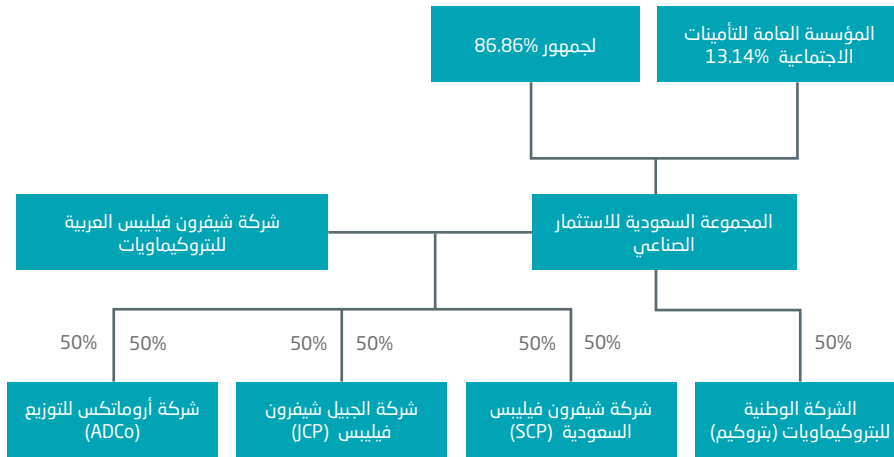 المؤسسة العامة للتأمينات
الاجتماعية 13.14%
لجمهور 86.86%
المجموعة السعودية للاستثمار
الصناعي
شركة شيفرون فيليبس العربية
للبتروكيماويات
50%
50%
50%
50%
50%
50%
50%
الشركة الوطنية
للبتروكيماويات (بتروكيم)
شركة شيفرون فيليبس
السعودية (SCP)
شركة الجبيل شيفرون
فيليبس (JCP)
شركة أروماتكس للتوزيع
(ADCo)